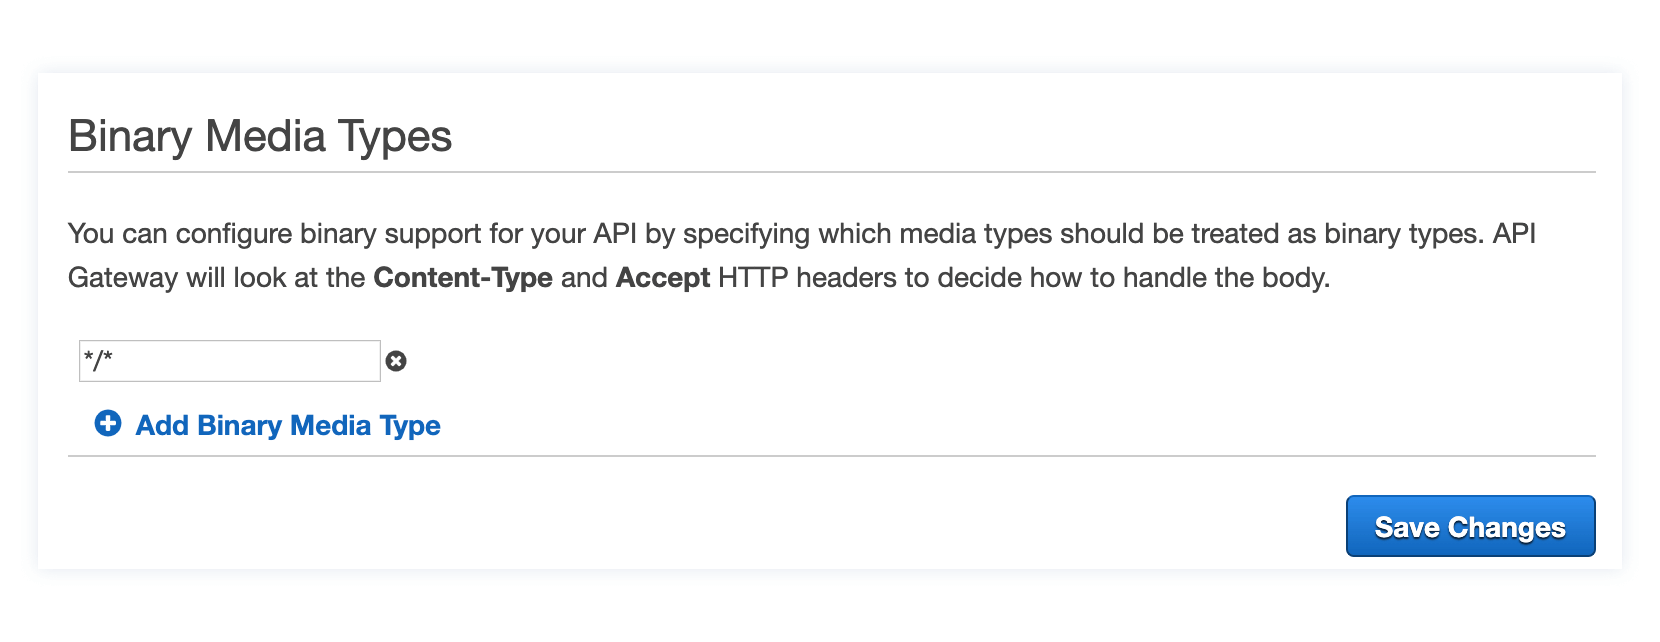 Binary Media Types
You can configure binary support for your API by specifying which media types should be treated as binary types. API
Gateway will look at the Content-Type and Accept HTTP headers to decide how to handle the body.
*/*
Add Binary Media Type
Save Changes